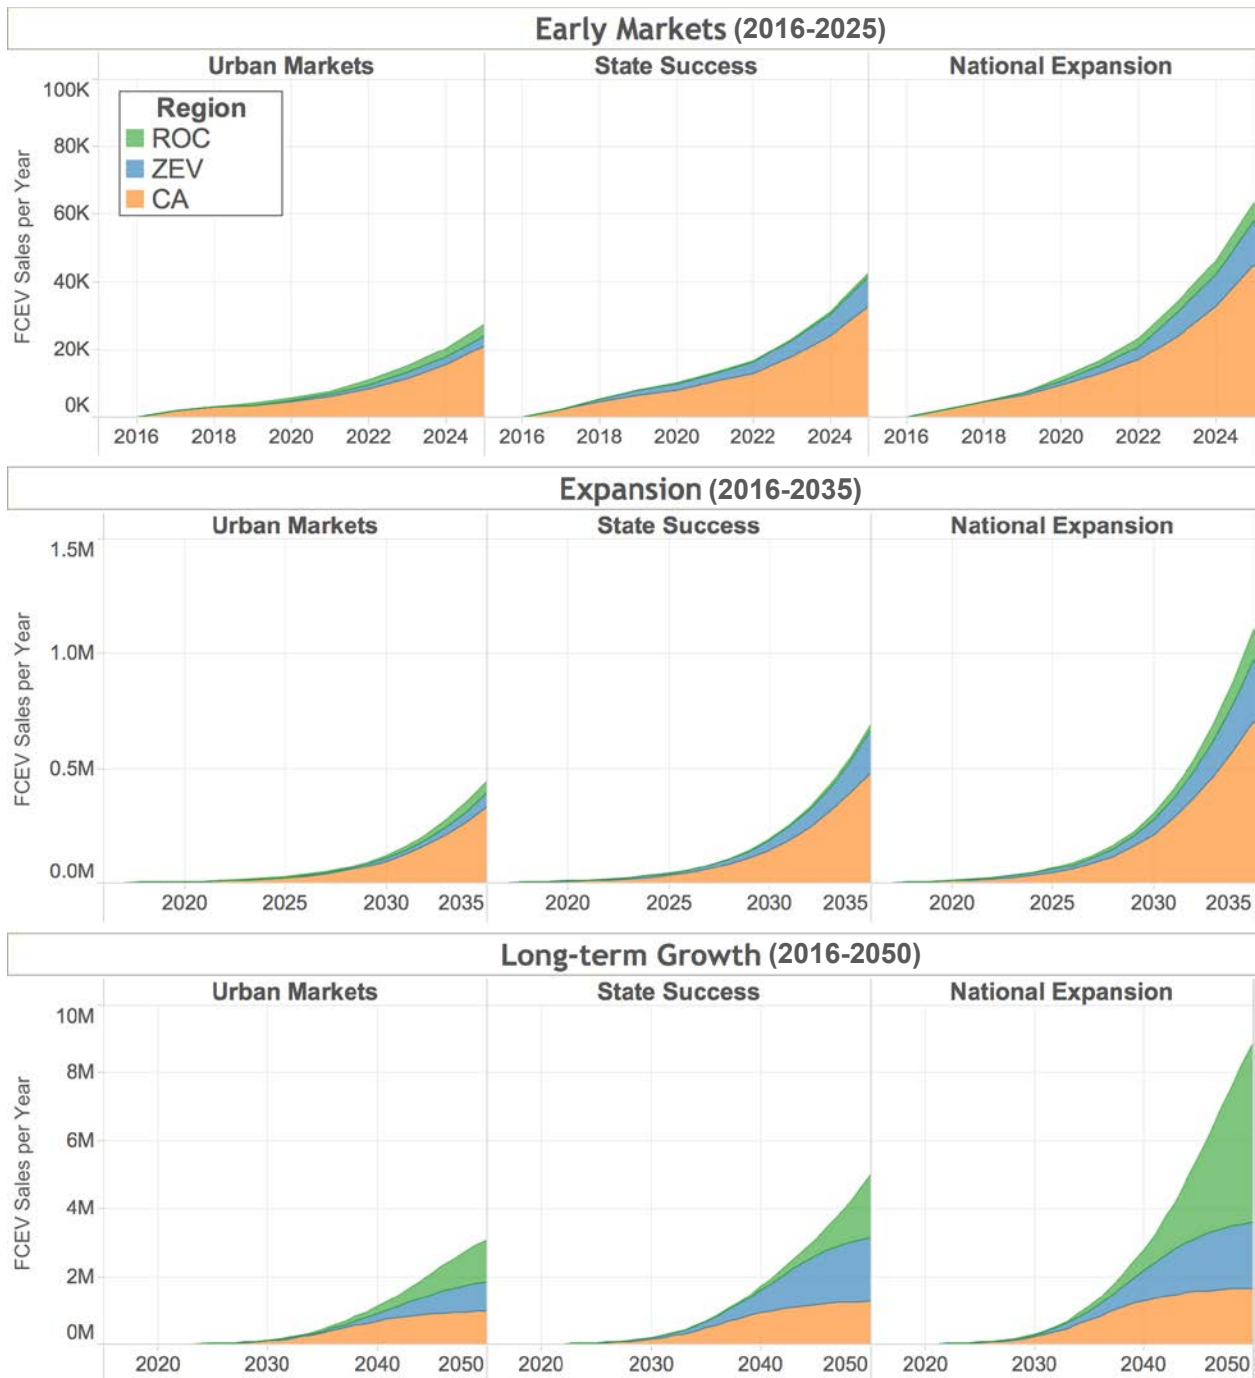 Early Markets (2016-2025)
Urban Markets State Success National Expansion
FCEV Sales per Year
100K
80K
60K
40K
20K
0K
Region
ROC
ZEV
CA
2016 2018 2020 2022 2024 2016 2018 2020 2022 2024 2016 2018 2020 2022 2024
Expansion (2016-2035)
Urban Markets State Success National Expansion
FCEV Sales per Year
1.5M
1.0M
0.5M
0.0M
2020 2025 2030 2035 2020 2025 2030 2035 2020 2025 2030 2035
Long-term Growth (2016-2050)
Urban Markets State Success National Expansion
FCEV Sales per Year
10M
8M
6M
4M
2M
0M
2020 2030 2040 2050 2020 2030 2040 2050 2020 2030 2040 2050